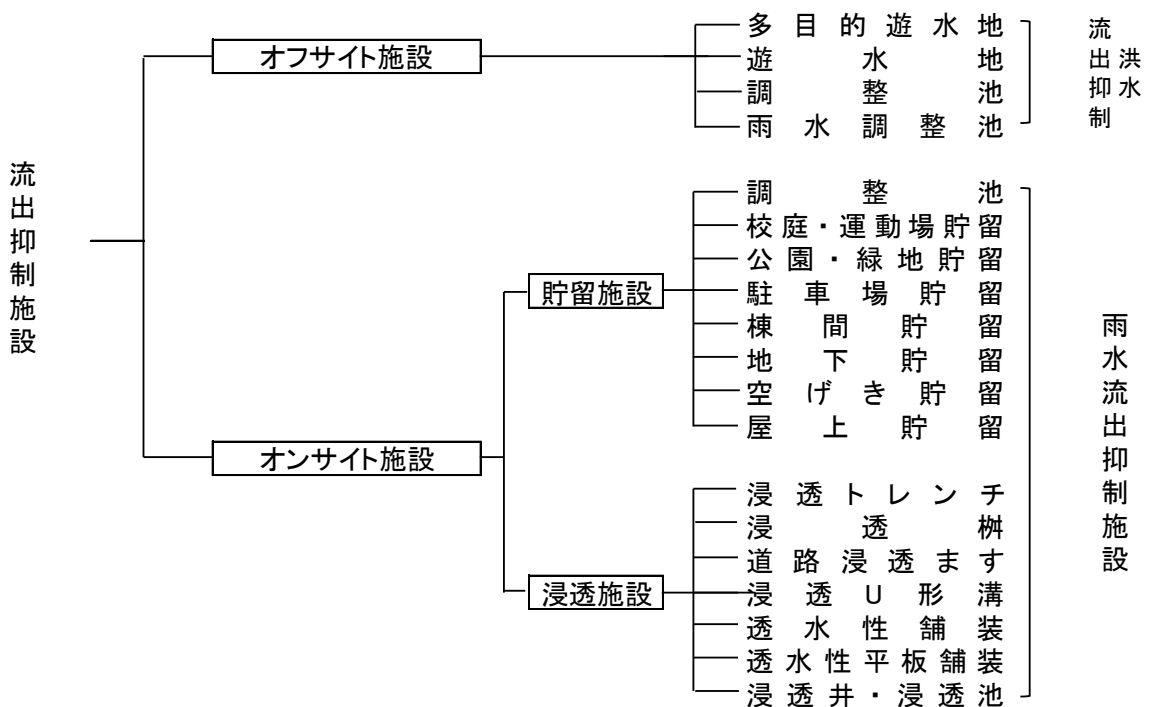 流出抑制施設
オフサイト施設
多目的遊水地
遊水地
調整池
雨水調整池
流出抑制
洪水
オンサイト施設
貯留施設
調整池
校庭・運動場貯留
公園・緑地貯留
駐車場貯留
棟間貯留
地下貯留
空げき貯留
屋上貯留
浸透施設
浸透トレンチ
浸透桝
道路浸透ます
浸透U形溝
透水性舗装
透水性平板舗装
浸透井・浸透池
雨水流出抑制施設